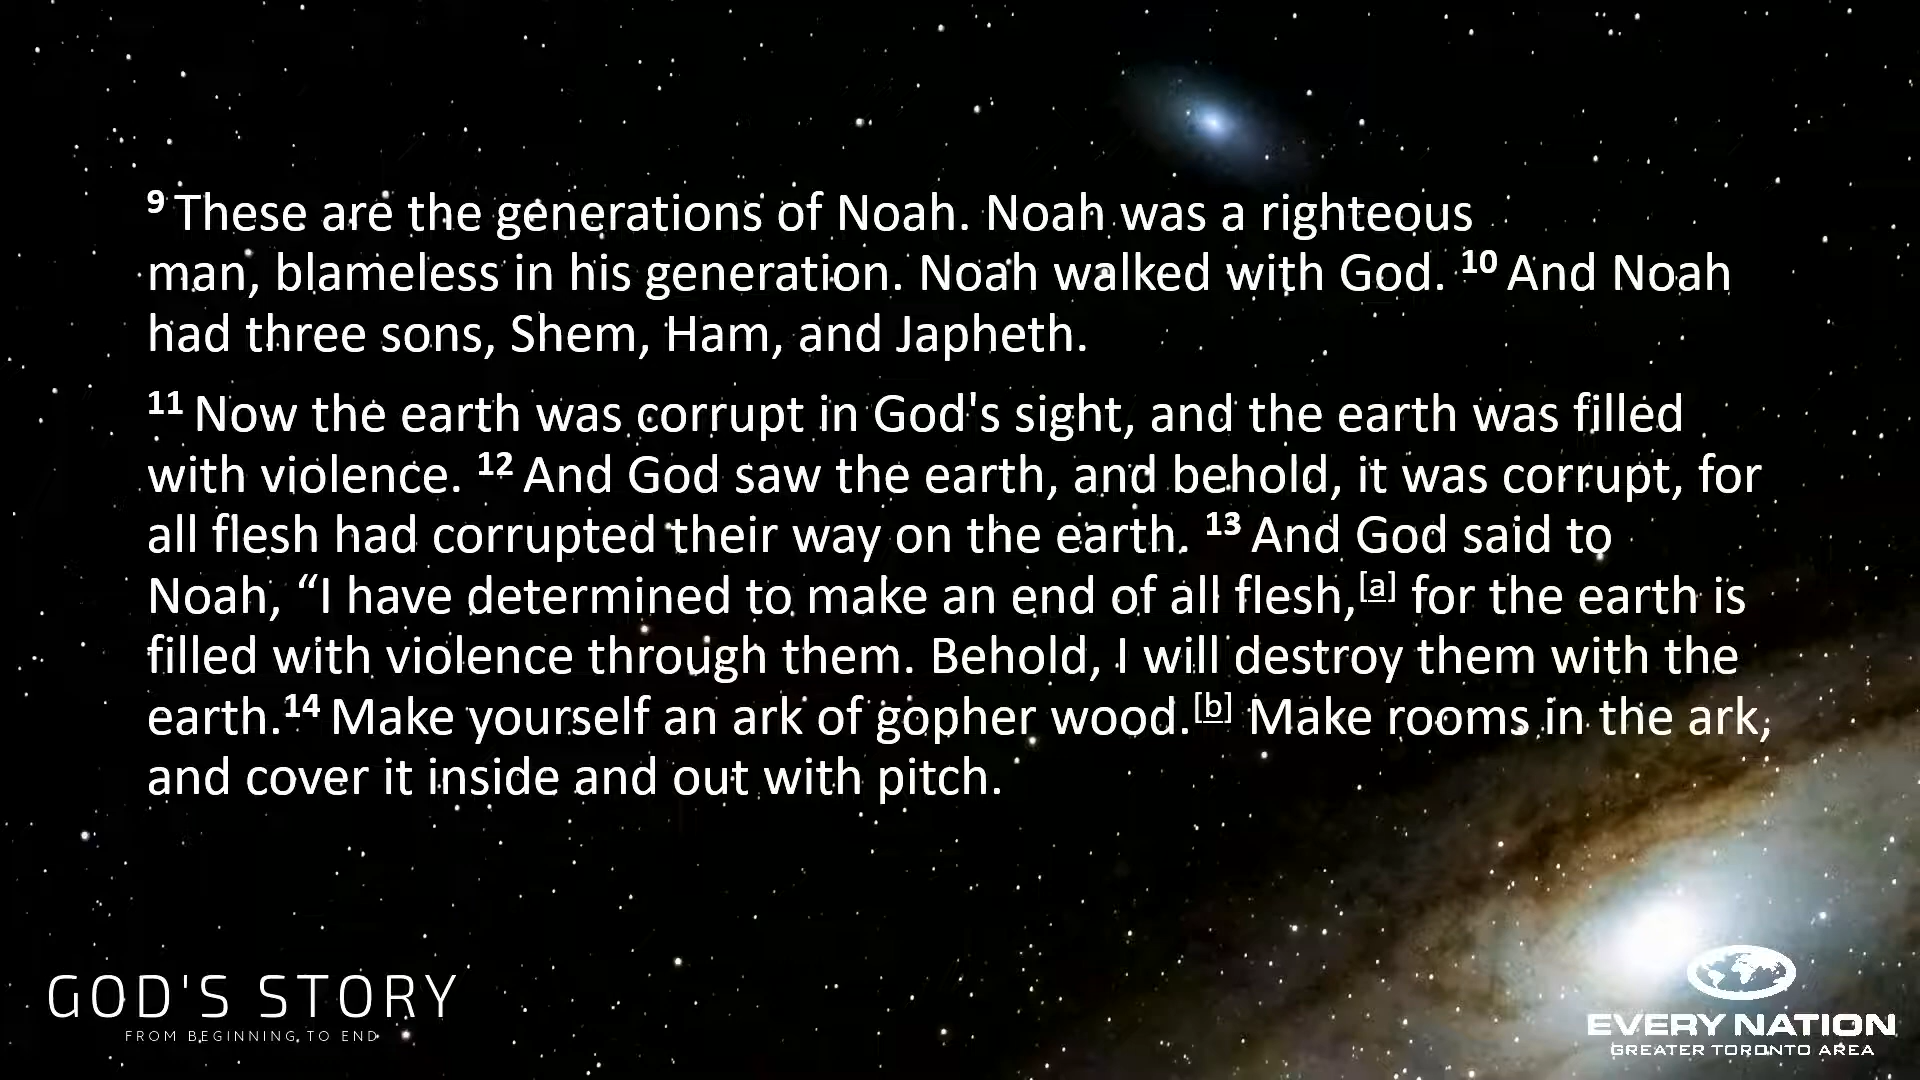 9 These are the generations of Noah. Noah was a righteous
man, blameless in his generation. Noah walked with God. 10 And Noah
had three sons, Shem, Ham, and Japheth.
11 Now the earth was corrupt in God's sight, and the earth was filled
with violence. 12 And God saw the earth, and behold, it was corrupt, for
all flesh had corrupted their way on the earth. 13 And God said to
Noah, “I have determined to make an end of all flesh,[a] for the earth is
filled with violence through them. Behold, I will destroy them with the
earth.14 Make yourself an ark of gopher wood.[b] Make rooms in the ark,
and cover it inside and out with pitch.
GOD'S STORY
FROM BEGINNING TO END
EVERY NATION
GREATER TORONTO AREA